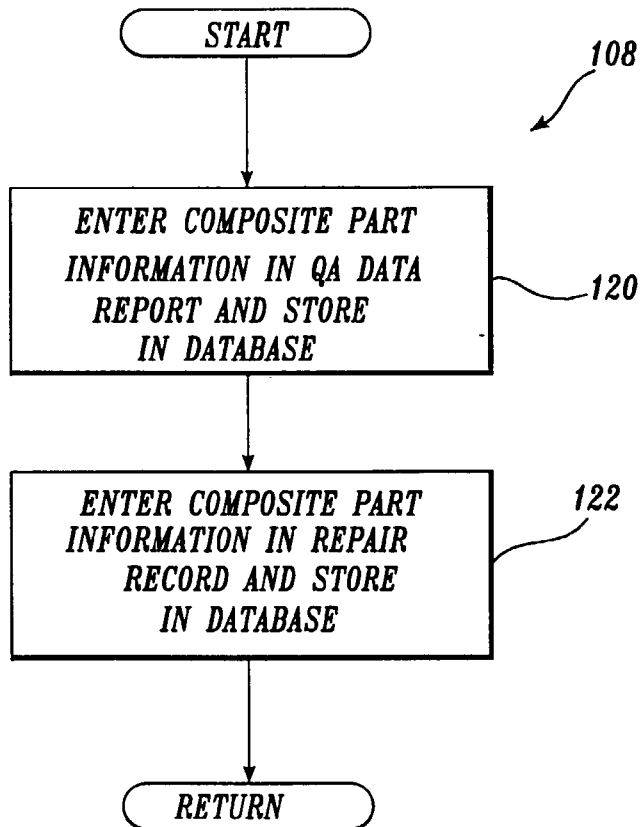 START
108
ENTER COMPOSITE PART
INFORMATION IN QA DATA
REPORT AND STORE
IN DATABASE
120
ENTER COMPOSITE PART
INFORMATION IN REPAIR
RECORD AND STORE
IN DATABASE
122
RETURN